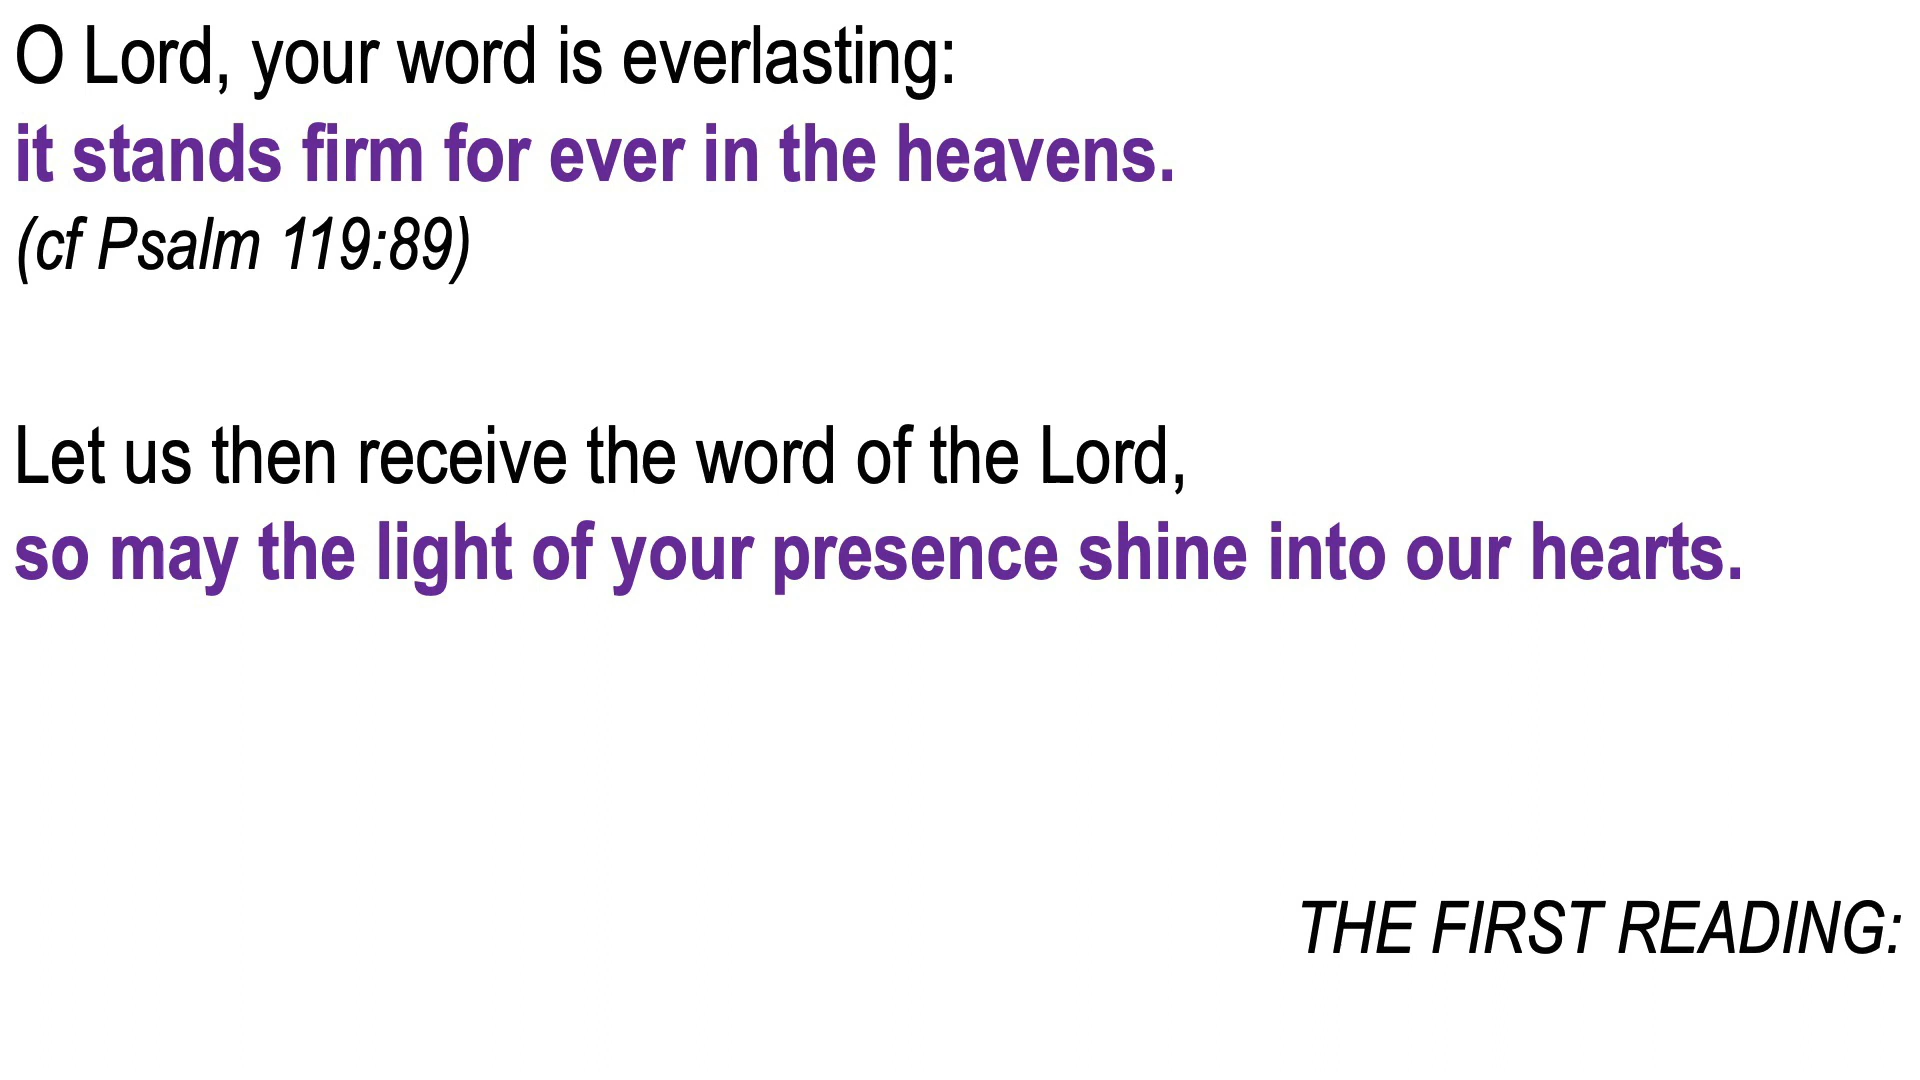 O Lord, your word is everlasting:
it stands firm for ever in the heavens.
(cf Psalm 119:89)
Let us then receive the word of the Lord,
so may the light of your presence shine into our hearts.
THE FIRST READING: